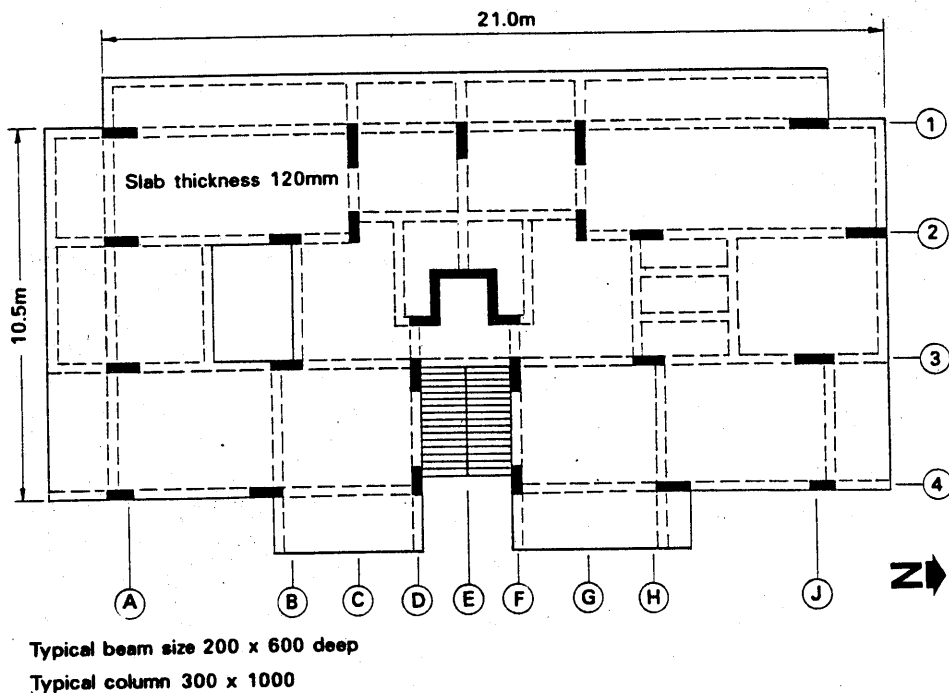 21.0m
1
Slab thickness 120mm
2
10.5m
3
4
A B C D E F G H J
N
Typical beam size 200 x 600 deep
Typical column 300 x 1000